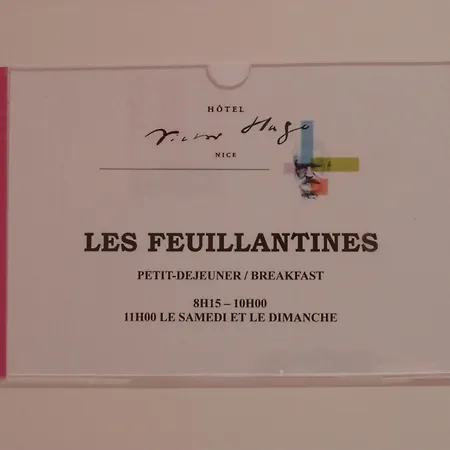 HÔTEL
Victor Hugo
NICE
LES FEUILLANTINES
PETIT-DEJEUNER / BREAKFAST
8H15 – 10H00
11H00 LE SAMEDI ET LE DIMANCHE